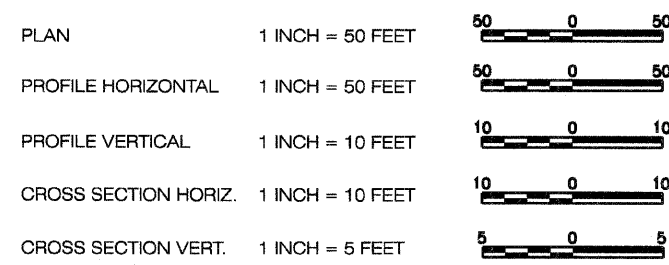 PLAN 1 INCH = 50 FEET 50 0 50
PROFILE HORIZONTAL 1 INCH = 50 FEET 50 0 50
PROFILE VERTICAL 1 INCH = 10 FEET 10 0 10
CROSS SECTION HORIZ. 1 INCH = 10 FEET 10 0 10
CROSS SECTION VERT. 1 INCH = 5 FEET 5 0 5